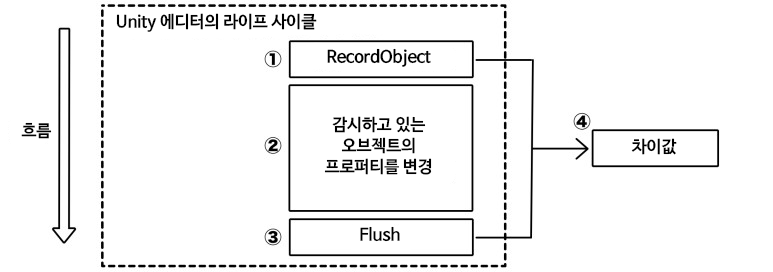 Unity 에디터의 라이프 사이클
① RecordObject
흐름
② 감시하고 있는
오브젝트의
프로퍼티를 변경
③ Flush
④ 차이값